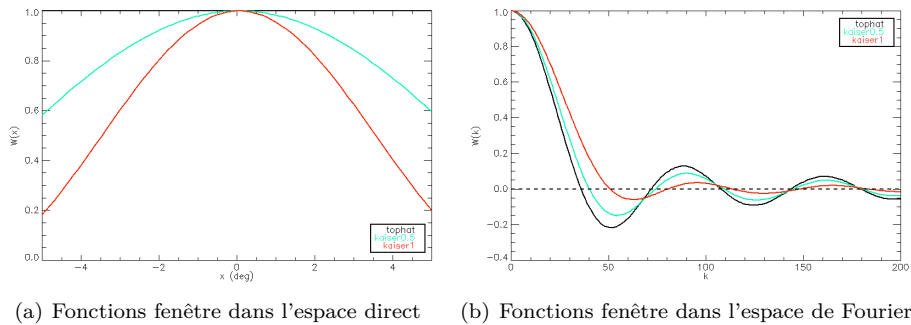 1.0
0.8
0.6
0.4
0.2
0.0
W(x)
−4
−2
0
2
4
x (deg)
tophat
kaiser0.5
kaiser1
1.0
0.8
0.6
0.4
0.2
0.0
−0.2
−0.4
W(k)
0
50
100
150
200
k
tophat
kaiser0.5
kaiser1
(a) Fonctions fenêtre dans l'espace direct
(b) Fonctions fenêtre dans l'espace de Fourier